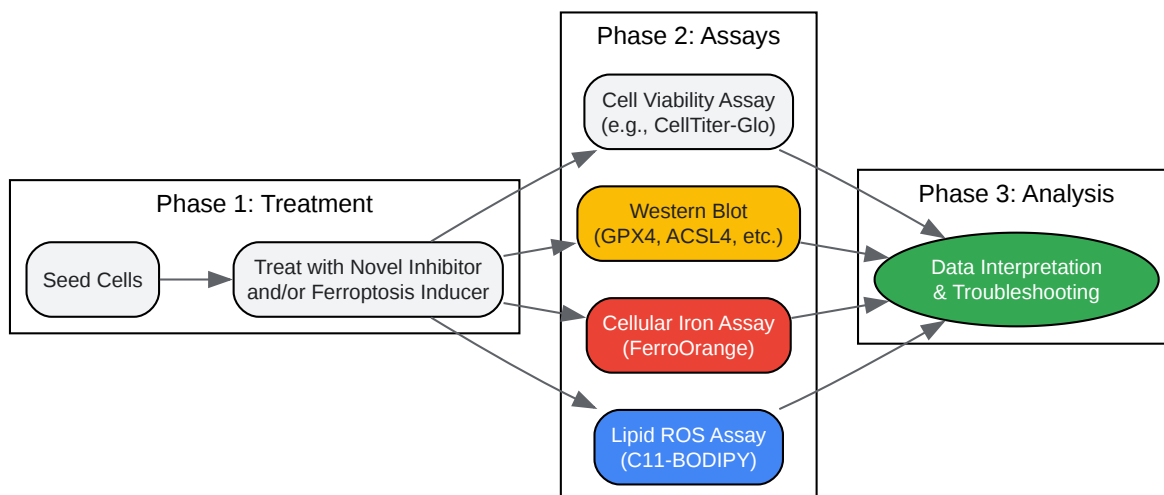 Phase 1: Treatment
Seed Cells
Treat with Novel Inhibitor
and/or Ferroptosis Inducer
Phase 2: Assays
Cell Viability Assay
(e.g., CellTiter-Glo)
Western Blot
(GPX4, ACSL4, etc.)
Cellular Iron Assay
(FerroOrange)
Lipid ROS Assay
(C11-BODIPY)
Phase 3: Analysis
Data Interpretation
& Troubleshooting